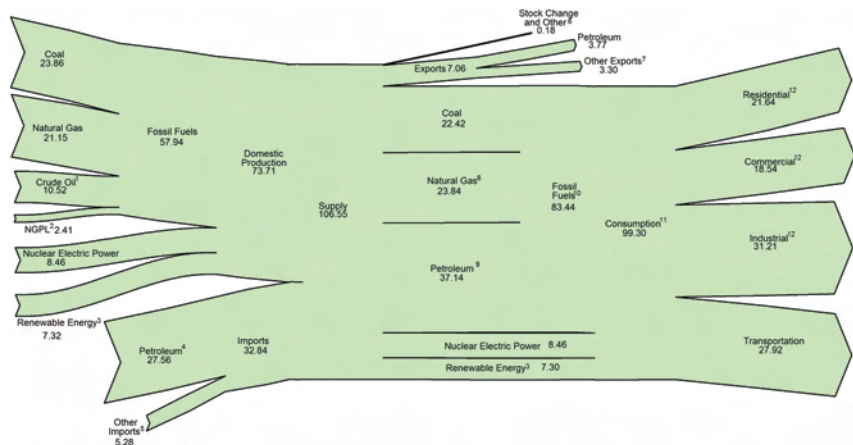 Coal
23.86
Natural Gas
21.15
Crude Oil¹
10.52
NGPL² 2.41
Nuclear Electric Power
8.46
Renewable Energy³
7.32
Fossil Fuels
57.94
Domestic
Production
73.71
Petroleum⁴
27.56
Imports
32.84
Other
Imports⁵
5.28
Supply
106.55
Stock Change
and Other⁶
0.18
Petroleum
3.77
Exports 7.06
Other Exports⁷
3.30
Coal
22.42
Natural Gas⁸
23.84
Petroleum⁹
37.14
Nuclear Electric Power 8.46
Renewable Energy³ 7.30
Fossil
Fuels¹⁰
83.44
Consumption¹¹
99.30
Residential¹²
21.64
Commercial¹²
18.54
Industrial¹²
31.21
Transportation
27.92